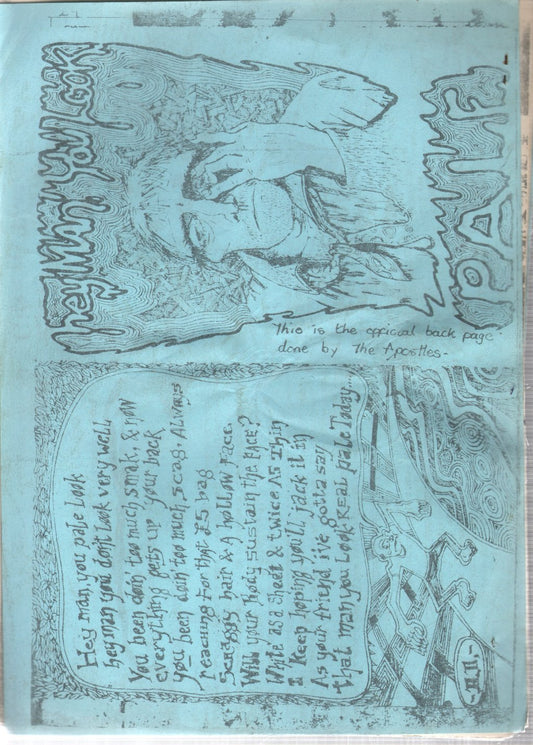 hey! Man, You Look
PALE
This is the official back page
done by The Apostles-
Hey man you pale look
hey man you don't look very well
You been doin too much smak, & now
everything pays up your back
you been doin too much, scag. Always
reaching for that £5 bag
Scraggy hair & a hollow face.
Will your body sustain the pace?
White as a sheet & twice As Thin
I Keep hoping you'll jack it in
As your friend i've gotta say
that man you Look real pale Today...